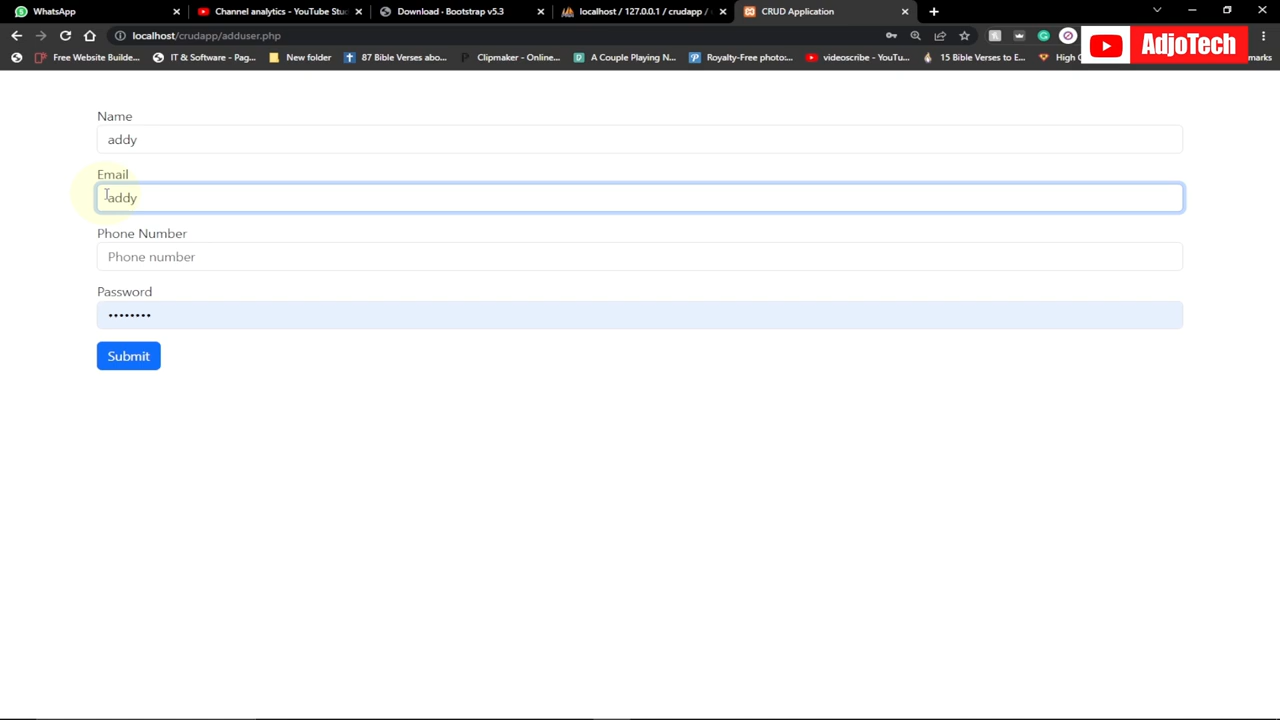 WhatsApp
Channel analytics - YouTube Stu
Download · Bootstrap v5.3
localhost / 127.0.0.1 / crudapp /
CRUD Application
localhost/crudapp/adduser.php
AdjoTech
Free Website Builde...
IT & Software - Pag...
New folder
87 Bible Verses abo...
Clipmaker - Online...
A Couple Playing N...
Royalty-Free photo:...
videoscribe - YouTu...
15 Bible Verses to E...
High
marks
Name
addy
Email
addy
Phone Number
Phone number
Password
••••••••
Submit